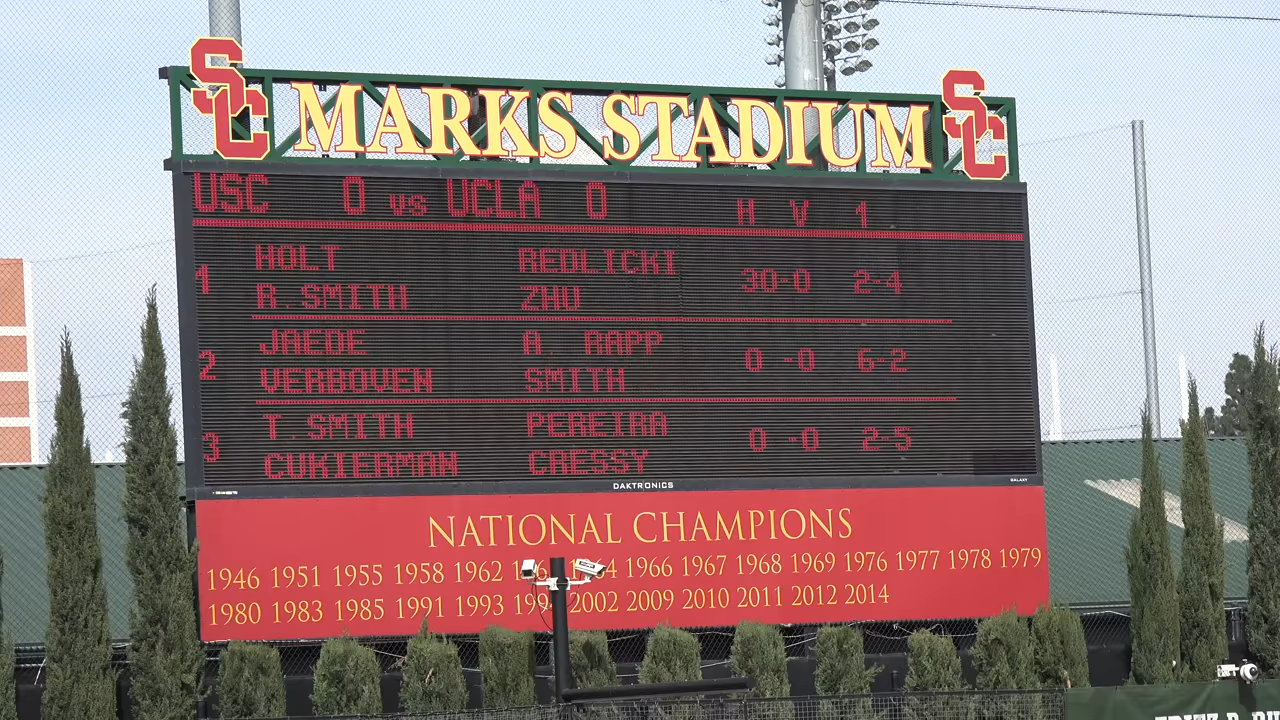 SC MARKS STADIUM SC
USC 0 vs UCLA 0 H V 1
1 HOLT REDLICKI 30-0 2-4
R.SMITH ZHU
2 JAEDE A. RAPP 0 -0 6-2
VERBOVEN SMITH
3 T.SMITH PEREIRA 0 -0 2-5
CUKIERMAN CRESSY
DAKTRONICS GALAXY
NATIONAL CHAMPIONS
1946 1951 1955 1958 1962 1966 1967 1968 1969 1976 1977 1978 1979
1980 1983 1985 1991 1993 2002 2009 2010 2011 2012 2014